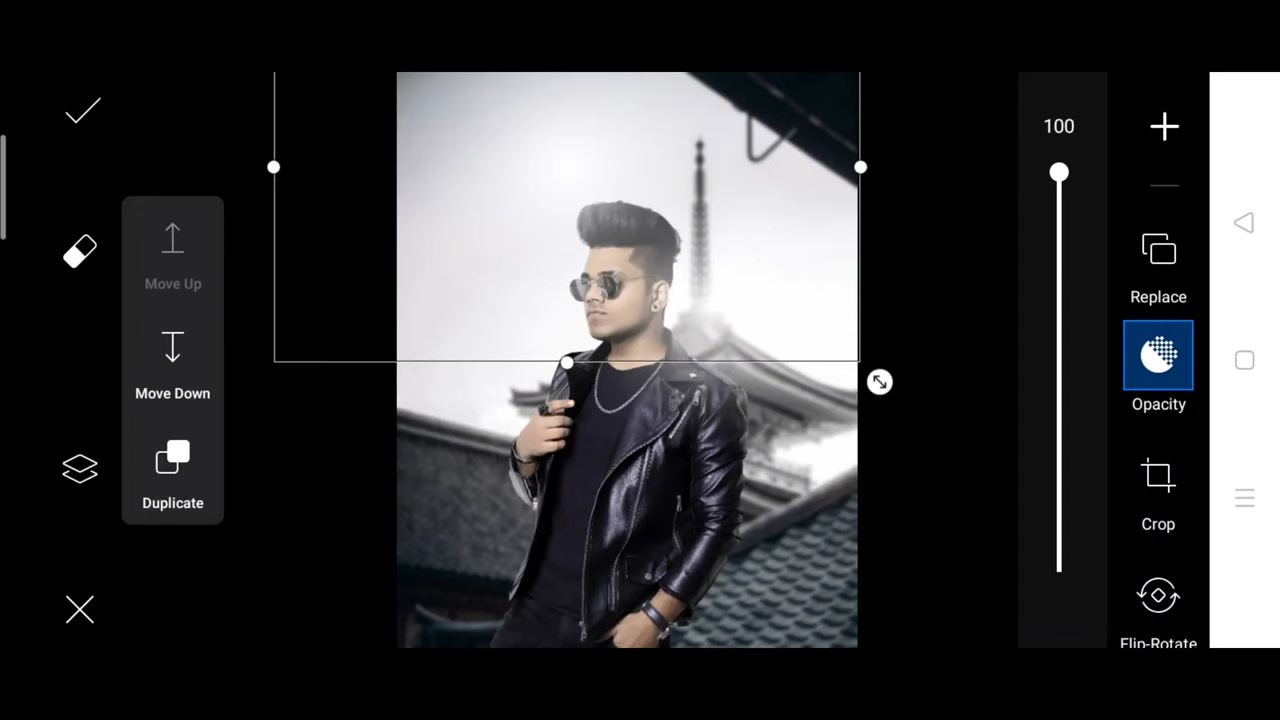 Move Up
Move Down
Duplicate
100
Replace
Opacity
Crop
Flip-Rotate